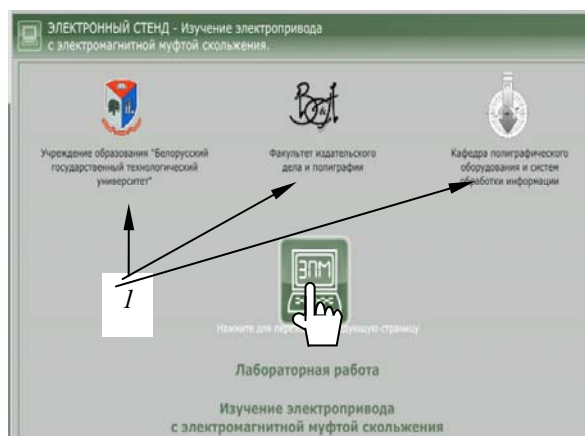 ЭЛЕКТРОННЫЙ СТЕНД - Изучение электропривода
с электромагнитной муфтой скольжения.
Учреждение образования "Белорусский
государственный технологический
университет"
Факультет издательского
дела и полиграфии
Кафедра полиграфического
оборудования и систем
обработки информации
1
ЭПМ
Нажмите для следующую страницу
Лабораторная работа
Изучение электропривода
с электромагнитной муфтой скольжения